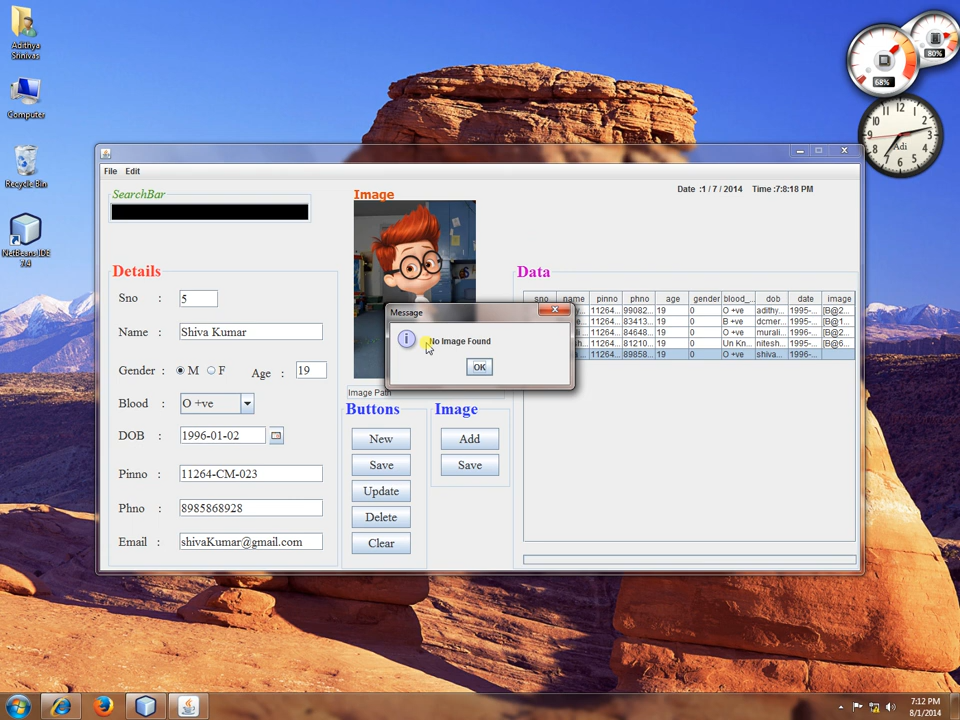 Adithya
Shrivas
Computer
Recycle Bin
NetBeans IDE
7.4
80%
68%
12
Adi
File Edit
SearchBar
Image
Date :1 / 7 / 2014 Time :7:8:18 PM
Details
Sno : 5
Name : Shiva Kumar
Gender : M F Age : 19
Blood : O +ve
DOB : 1996-01-02
Pinno : 11264-CM-023
Phno : 8985868928
Email : shivaKumar@gmail.com
Message
No Image Found
OK
Image Path
Buttons
New
Save
Update
Delete
Clear
Image
Add
Save
Data
sno name pinno phno age gender blood_... dob date image
11264... 99082... 19 0 O +ve adithy... 1995-... [B@2...
11264... 83413... 19 0 B +ve dcmer... 1995-... [B@1...
11264... 84648... 19 0 O +ve murali... 1996-... [B@2...
11264... 81210... 19 0 Un Kn... nitesh... 1995-... [B@6...
11264... 89858... 19 0 O +ve shiva... 1996-...
7:12 PM
8/1/2014